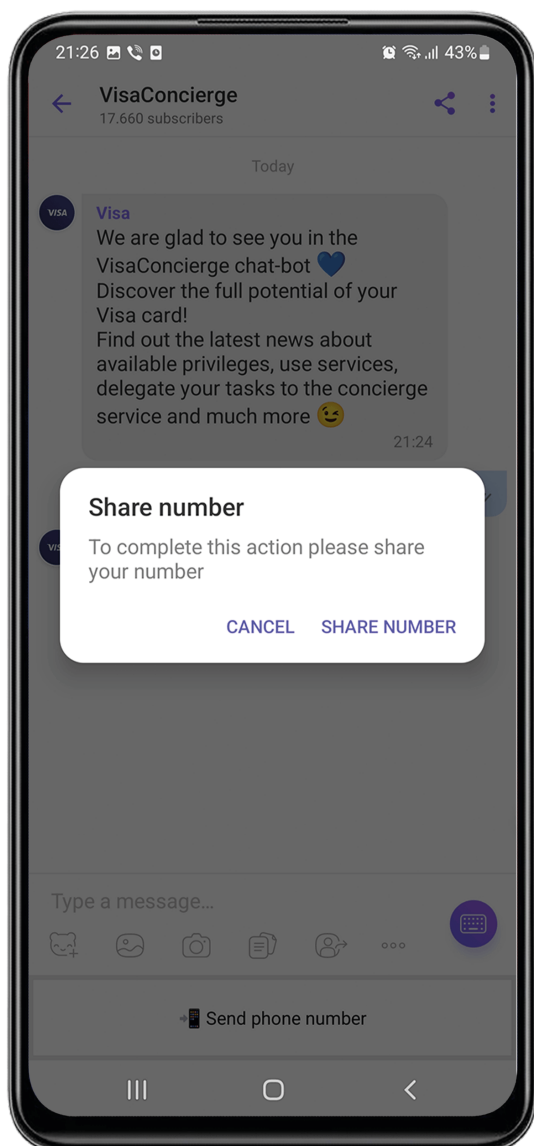 21:26
43%
VisaConcierge
17.660 subscribers
Today
VISA
Visa
We are glad to see you in the
VisaConcierge chat-bot 💙
Discover the full potential of your
Visa card!
Find out the latest news about
available privileges, use services,
delegate your tasks to the concierge
service and much more 😉
21:24
Share number
To complete this action please share
your number
CANCEL SHARE NUMBER
Type a message...
📲 Send phone number